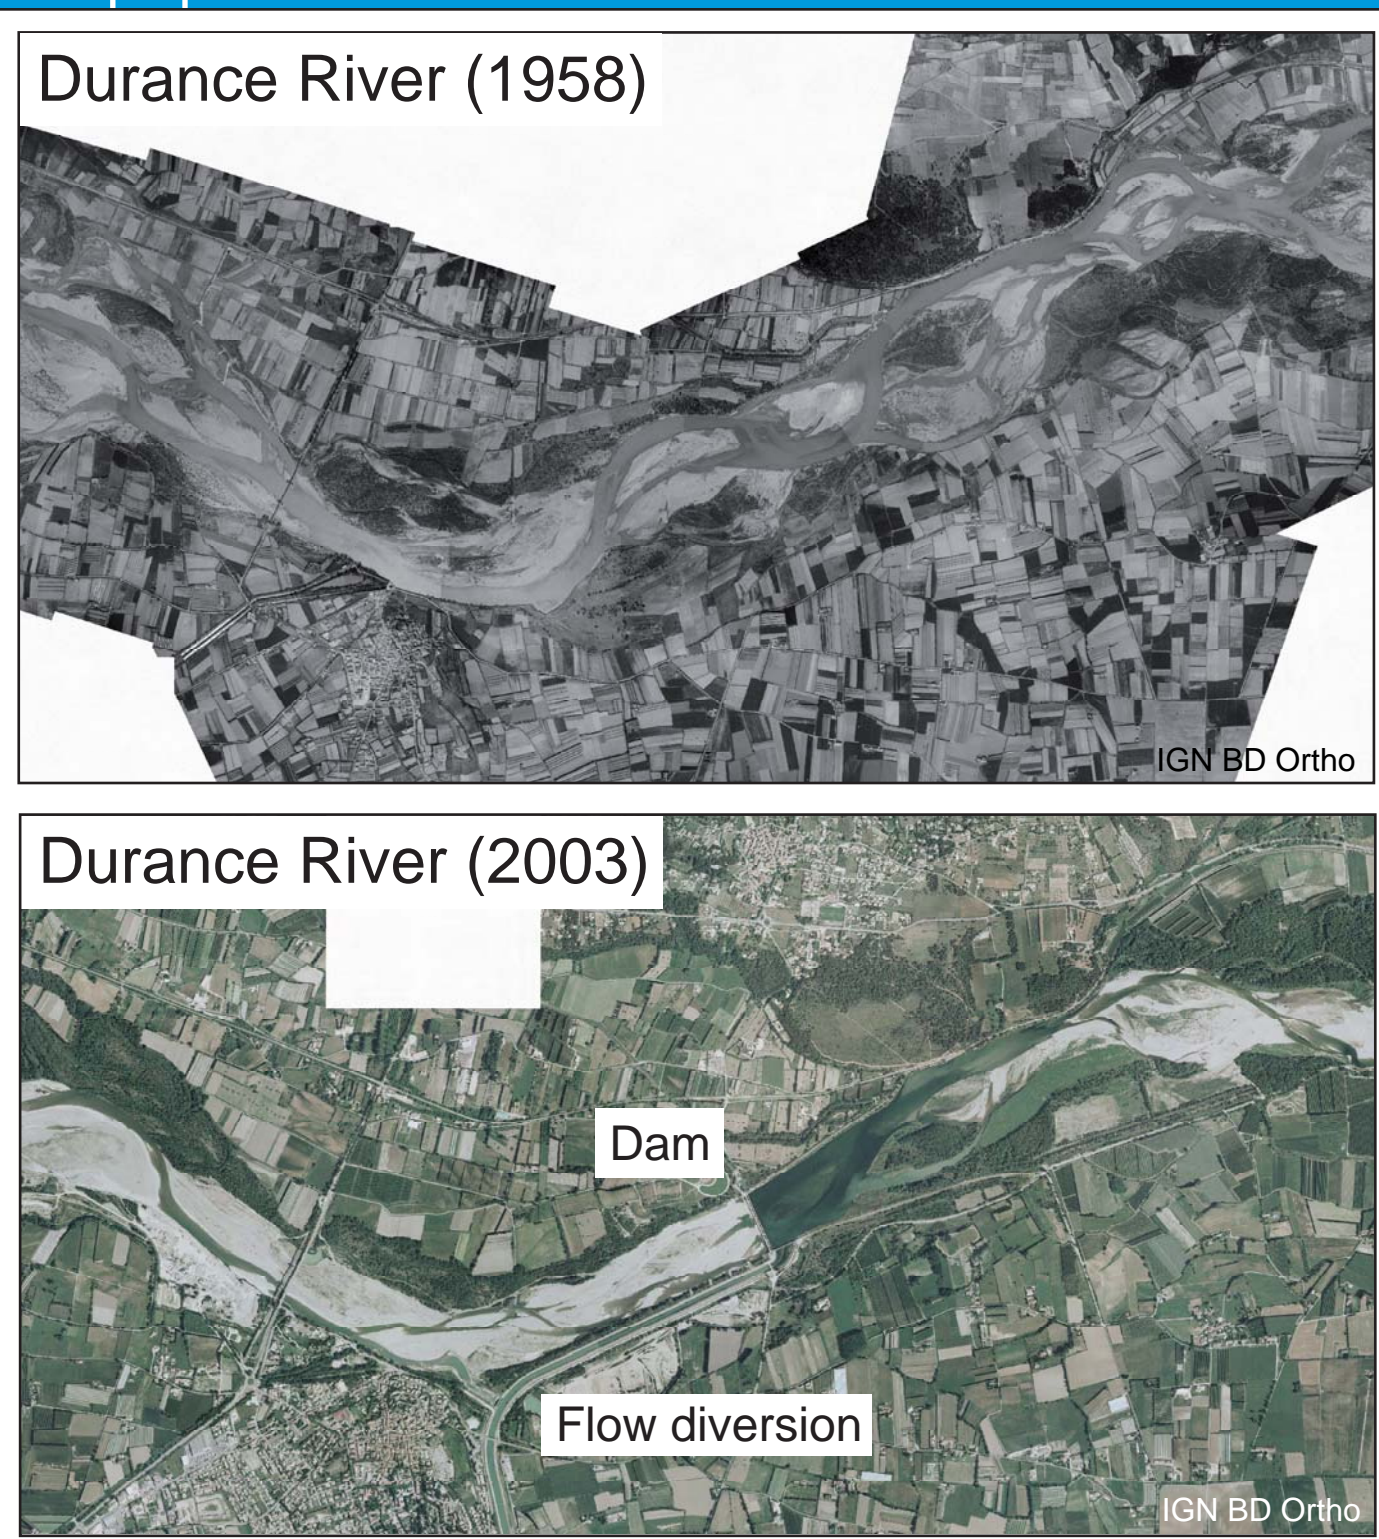 Durance River (1958)
IGN BD Ortho
Durance River (2003)
Dam
Flow diversion
IGN BD Ortho